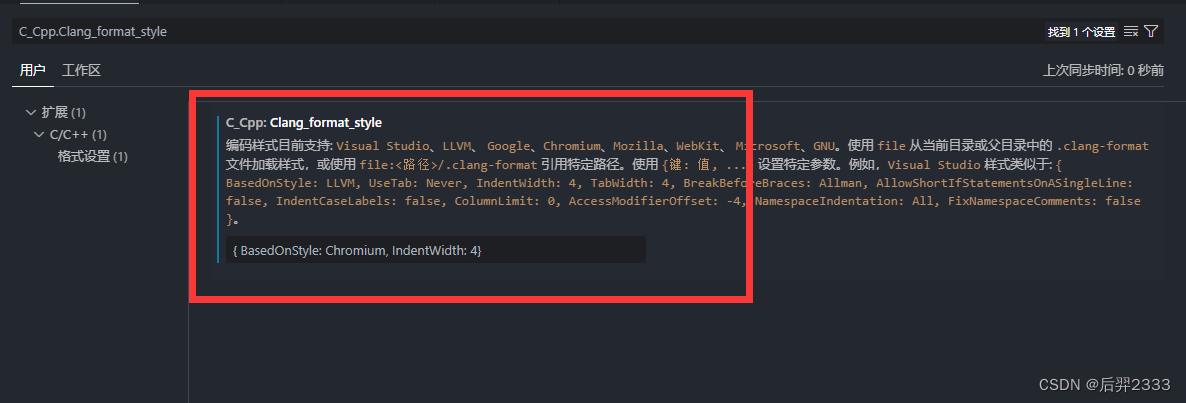 C_Cpp.Clang_format_style
找到 1 个设置
用户 工作区
上次同步时间: 0 秒前
扩展 (1)
C/C++ (1)
格式设置 (1)
C_Cpp: Clang_format_style
编码样式目前支持: Visual Studio、LLVM、 Google、Chromium、Mozilla、WebKit、 Microsoft、GNU。使用 file 从当前目录或父目录中的 .clang-format
文件加载样式，或使用 file:<路径>/.clang-format 引用特定路径。使用 {键: 值, ... 设置特定参数。例如，Visual Studio 样式类似于: {
BasedOnStyle: LLVM, UseTab: Never, IndentWidth: 4, TabWidth: 4, BreakBeforeBraces: Allman, AllowShortIfStatementsOnASingleLine:
false, IndentCaseLabels: false, ColumnLimit: 0, AccessModifierOffset: -4, NamespaceIndentation: All, FixNamespaceComments: false
}。
{ BasedOnStyle: Chromium, IndentWidth: 4}
CSDN @后羿2333